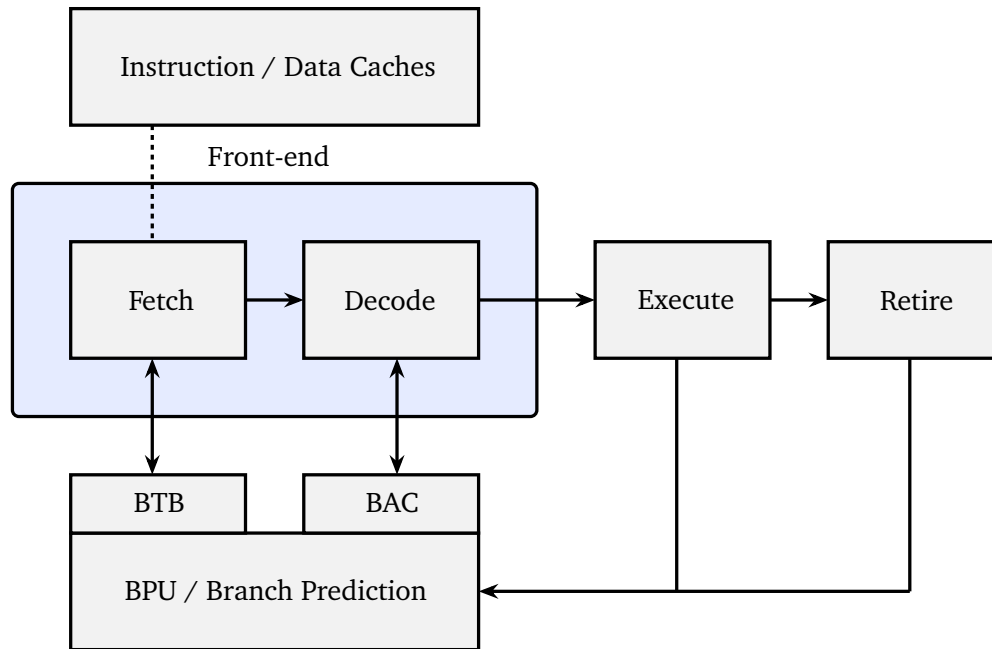 Instruction / Data Caches
Front-end
Fetch
Decode
Execute
Retire
BTB
BAC
BPU / Branch Prediction